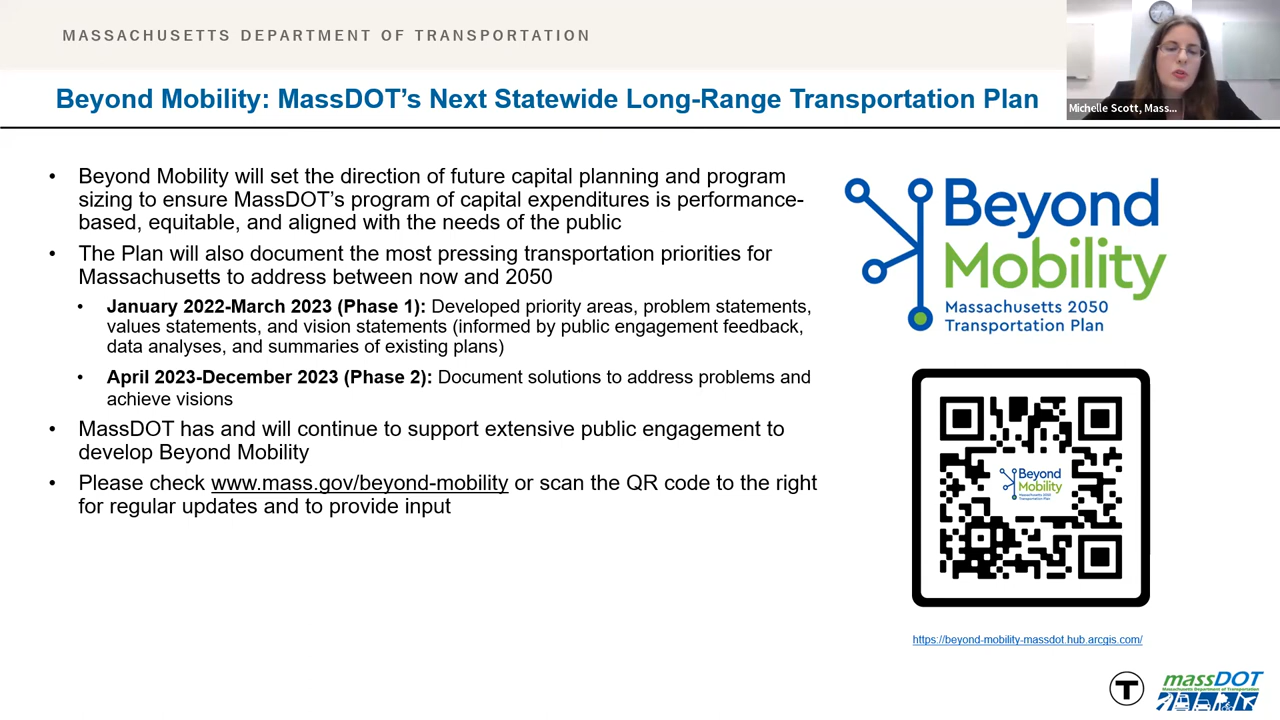 MASSACHUSETTS DEPARTMENT OF TRANSPORTATION
Michelle Scott, Mass...
Beyond Mobility: MassDOT's Next Statewide Long-Range Transportation Plan
• Beyond Mobility will set the direction of future capital planning and program
sizing to ensure MassDOT's program of capital expenditures is performance-
based, equitable, and aligned with the needs of the public
• The Plan will also document the most pressing transportation priorities for
Massachusetts to address between now and 2050
• January 2022-March 2023 (Phase 1): Developed priority areas, problem statements,
values statements, and vision statements (informed by public engagement feedback,
data analyses, and summaries of existing plans)
• April 2023-December 2023 (Phase 2): Document solutions to address problems and
achieve visions
• MassDOT has and will continue to support extensive public engagement to
develop Beyond Mobility
• Please check www.mass.gov/beyond-mobility or scan the QR code to the right
for regular updates and to provide input
Beyond
Mobility
Massachusetts 2050
Transportation Plan
Beyond
Mobility
Massachusetts 2050
Transportation Plan
https://beyond-mobility-massdot.hub.arcgis.com/
T
massDOT
Massachusetts Department of Transportation